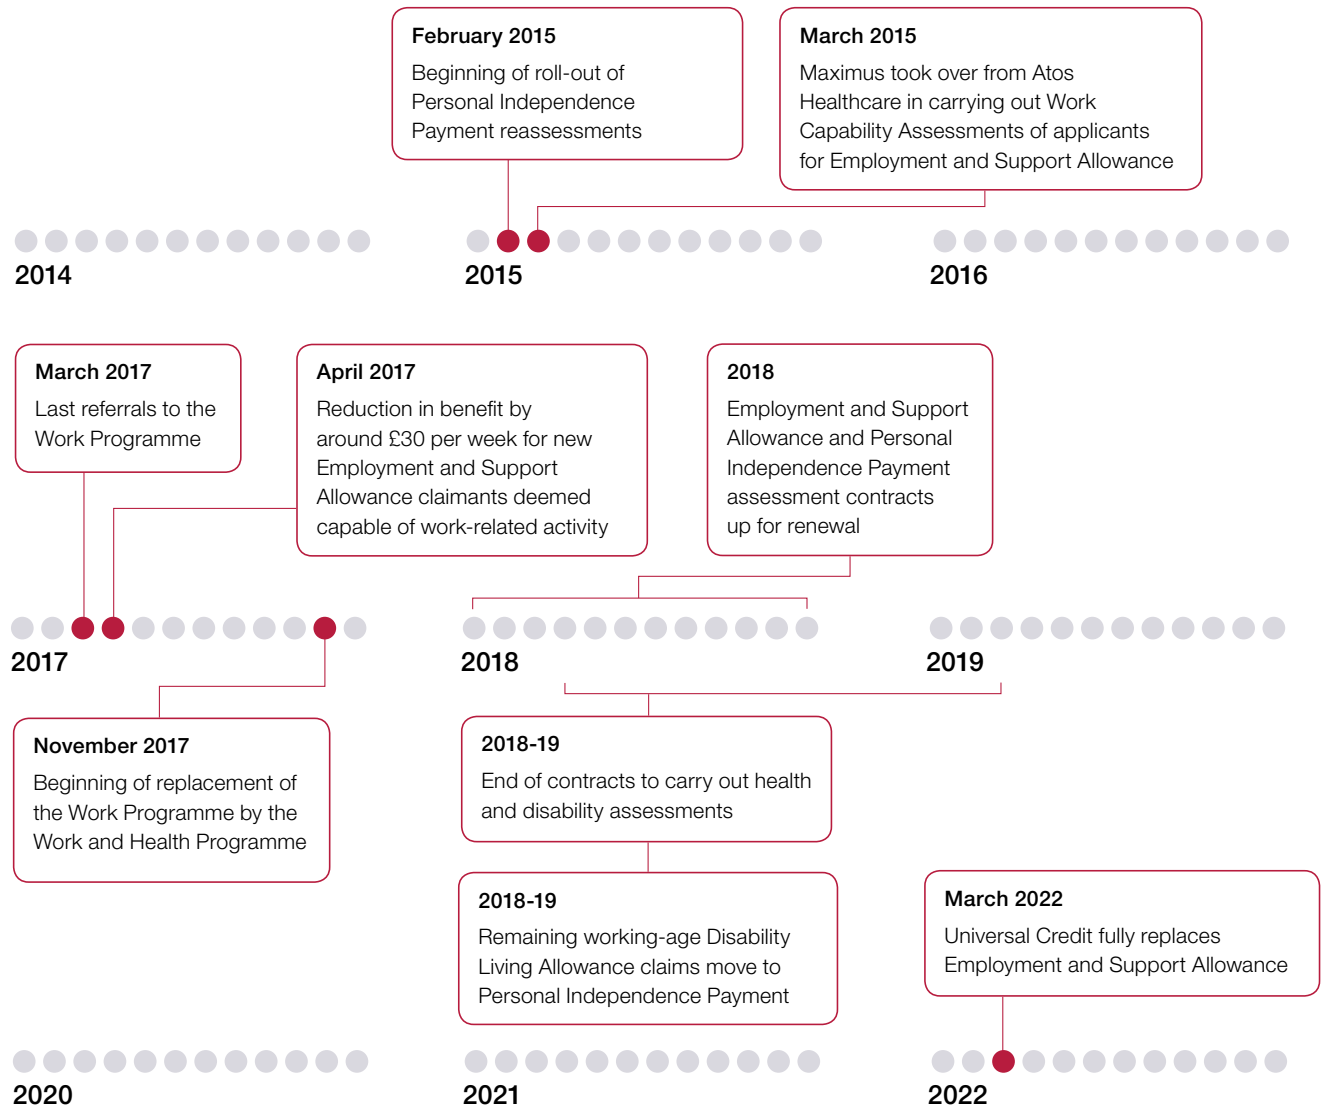 February 2015
Beginning of roll-out of
Personal Independence
Payment reassessments
March 2015
Maximus took over from Atos
Healthcare in carrying out Work
Capability Assessments of applicants
for Employment and Support Allowance
2014
2015
2016
March 2017
Last referrals to the
Work Programme
April 2017
Reduction in benefit by
around £30 per week for new
Employment and Support
Allowance claimants deemed
capable of work-related activity
2018
Employment and Support
Allowance and Personal
Independence Payment
assessment contracts
up for renewal
2017
2018
2019
November 2017
Beginning of replacement of
the Work Programme by the
Work and Health Programme
2018-19
End of contracts to carry out health
and disability assessments
2018-19
Remaining working-age Disability
Living Allowance claims move to
Personal Independence Payment
March 2022
Universal Credit fully replaces
Employment and Support Allowance
2020
2021
2022